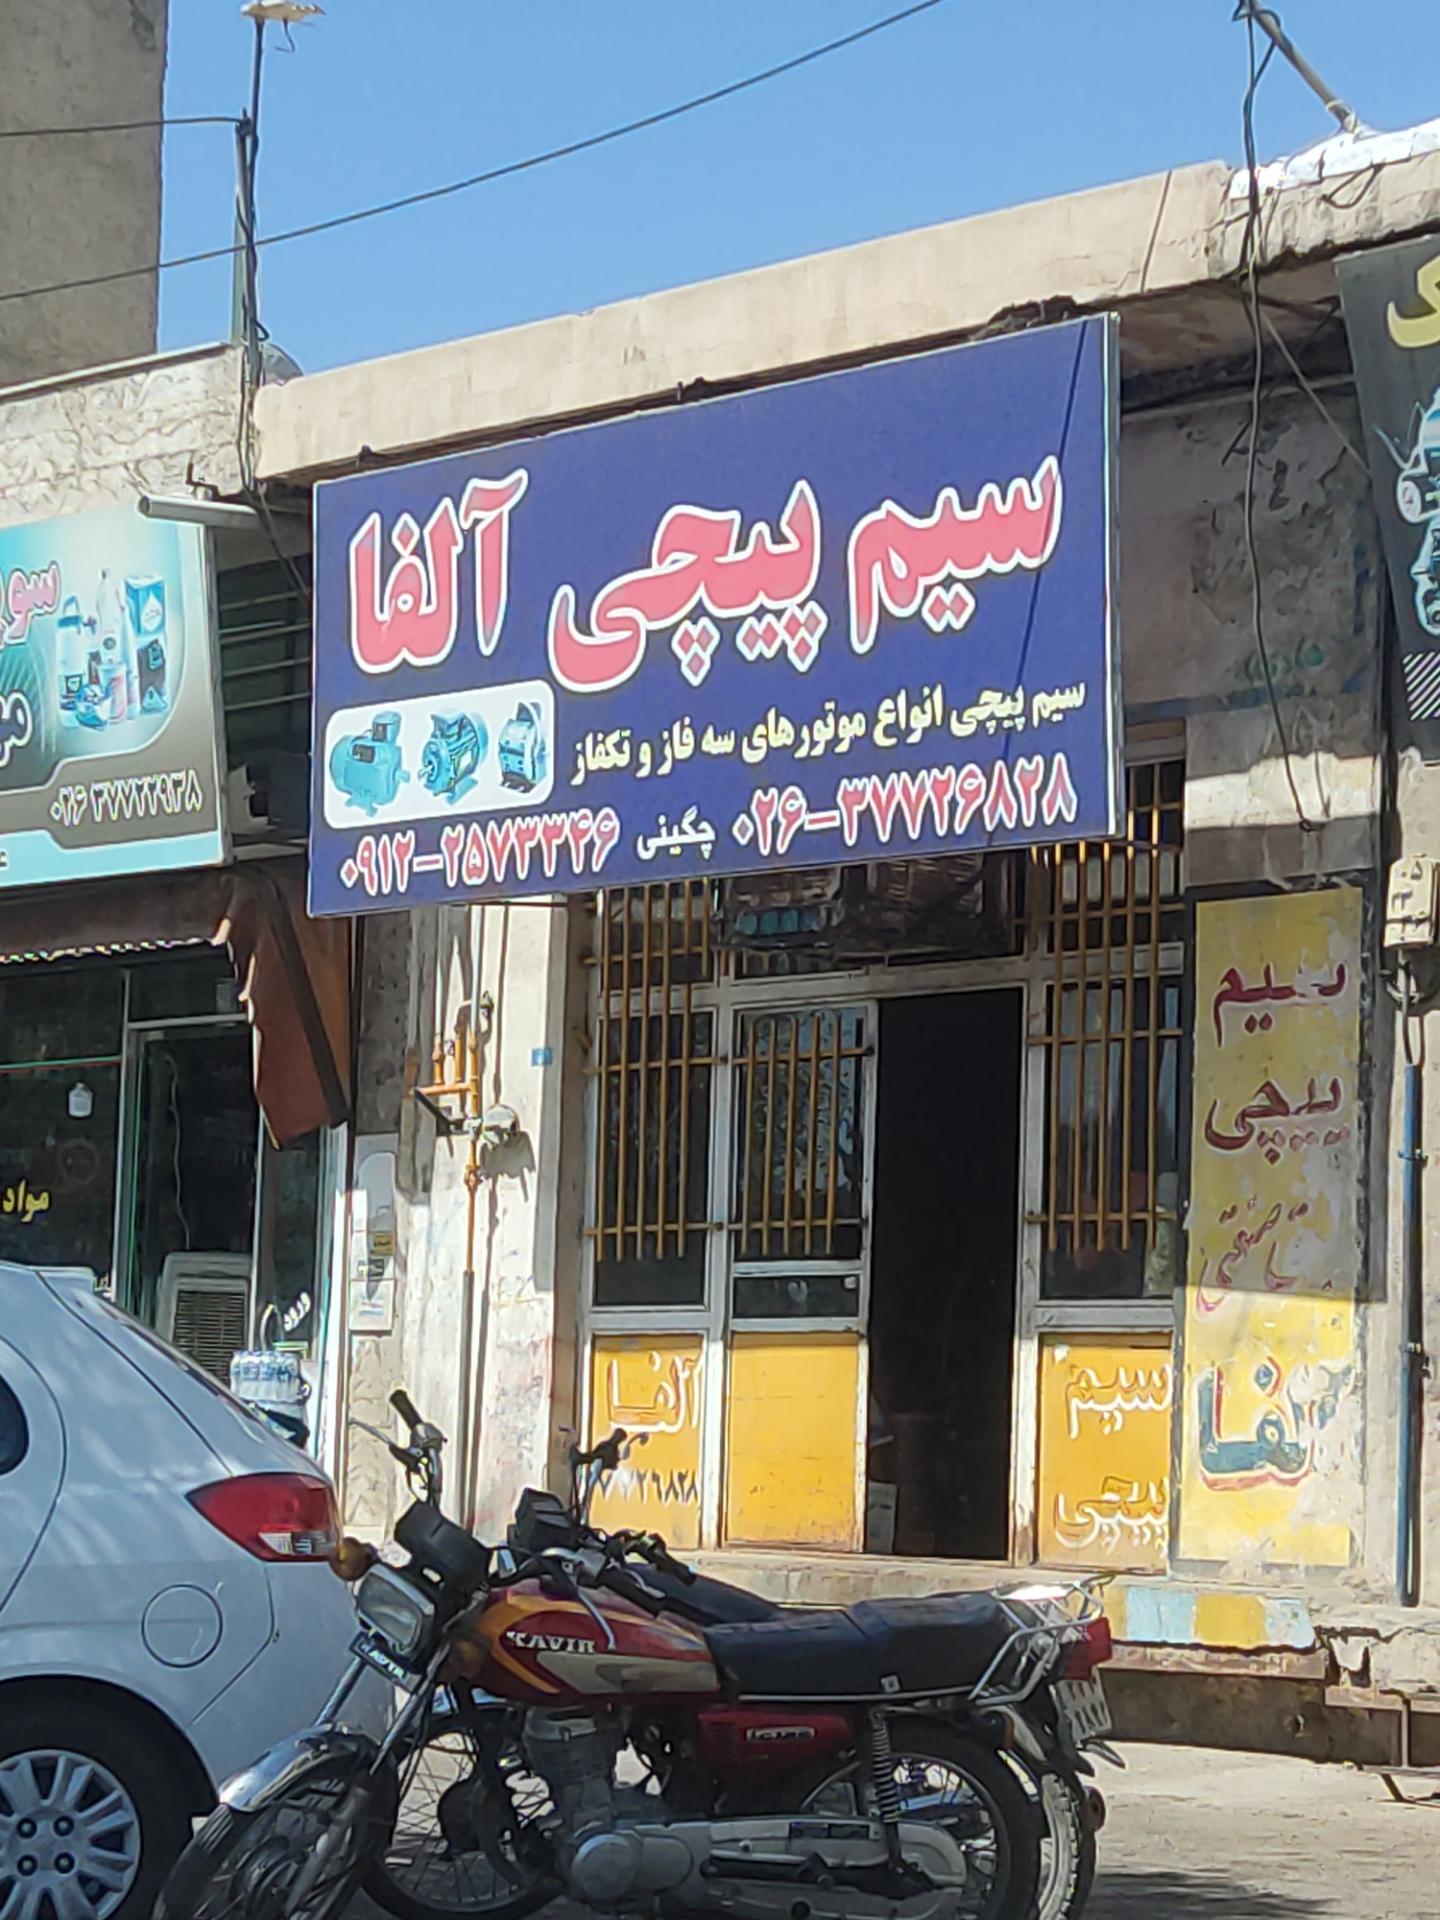 سیم پیچی آلفا
سیم پیچی انواع موتورهای سه فاز و تکفاز
۰۲۶-۳۷۷۲۶۸۲۸ چگینی ۰۹۱۲-۲۵۷۳۳۴۶
۰۲۶ ۳۷۷۲۲۹۳۸
مواد
ورود
سیم
پیچی
آلفا
آلفا
سیم
پیچی
KAVIR